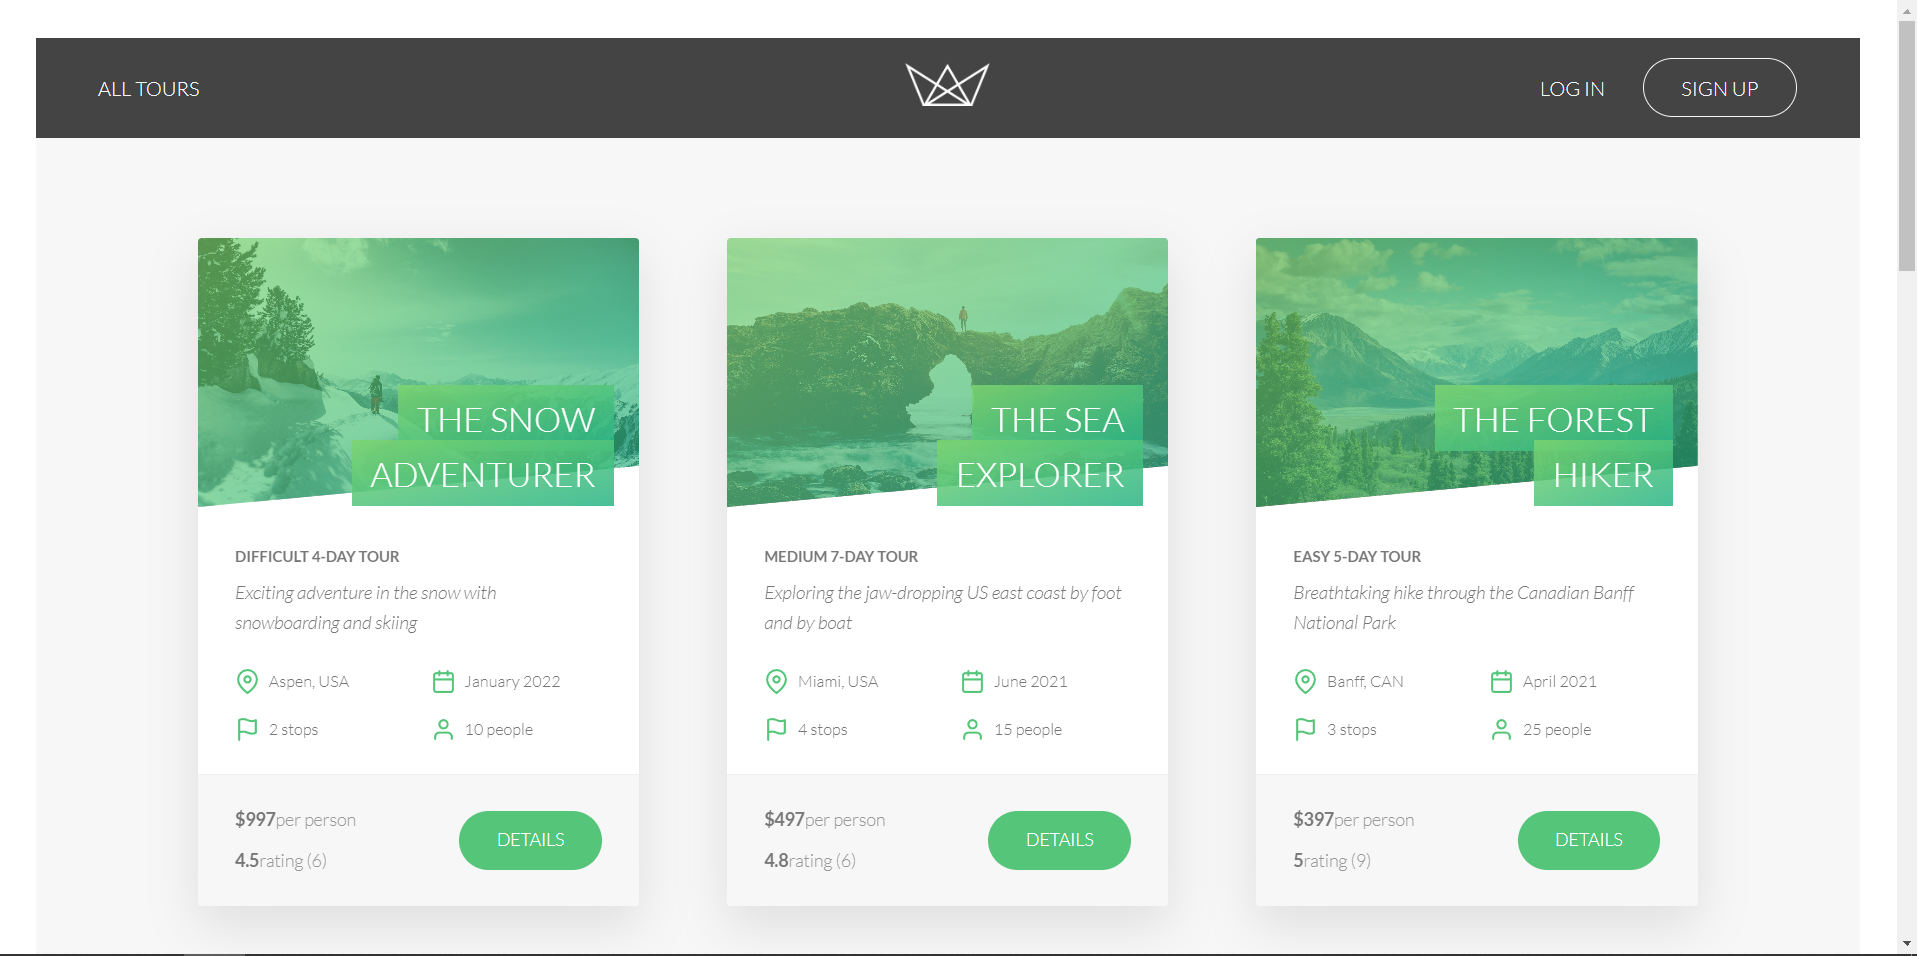 ALL TOURS
LOG IN
SIGN UP
THE SNOW
ADVENTURER
DIFFICULT 4-DAY TOUR
Exciting adventure in the snow with
snowboarding and skiing
Aspen, USA
January 2022
2 stops
10 people
$997per person
4.5rating (6)
DETAILS
THE SEA
EXPLORER
MEDIUM 7-DAY TOUR
Exploring the jaw-dropping US east coast by foot
and by boat
Miami, USA
June 2021
4 stops
15 people
$497per person
4.8rating (6)
DETAILS
THE FOREST
HIKER
EASY 5-DAY TOUR
Breathtaking hike through the Canadian Banff
National Park
Banff, CAN
April 2021
3 stops
25 people
$397per person
5rating (9)
DETAILS